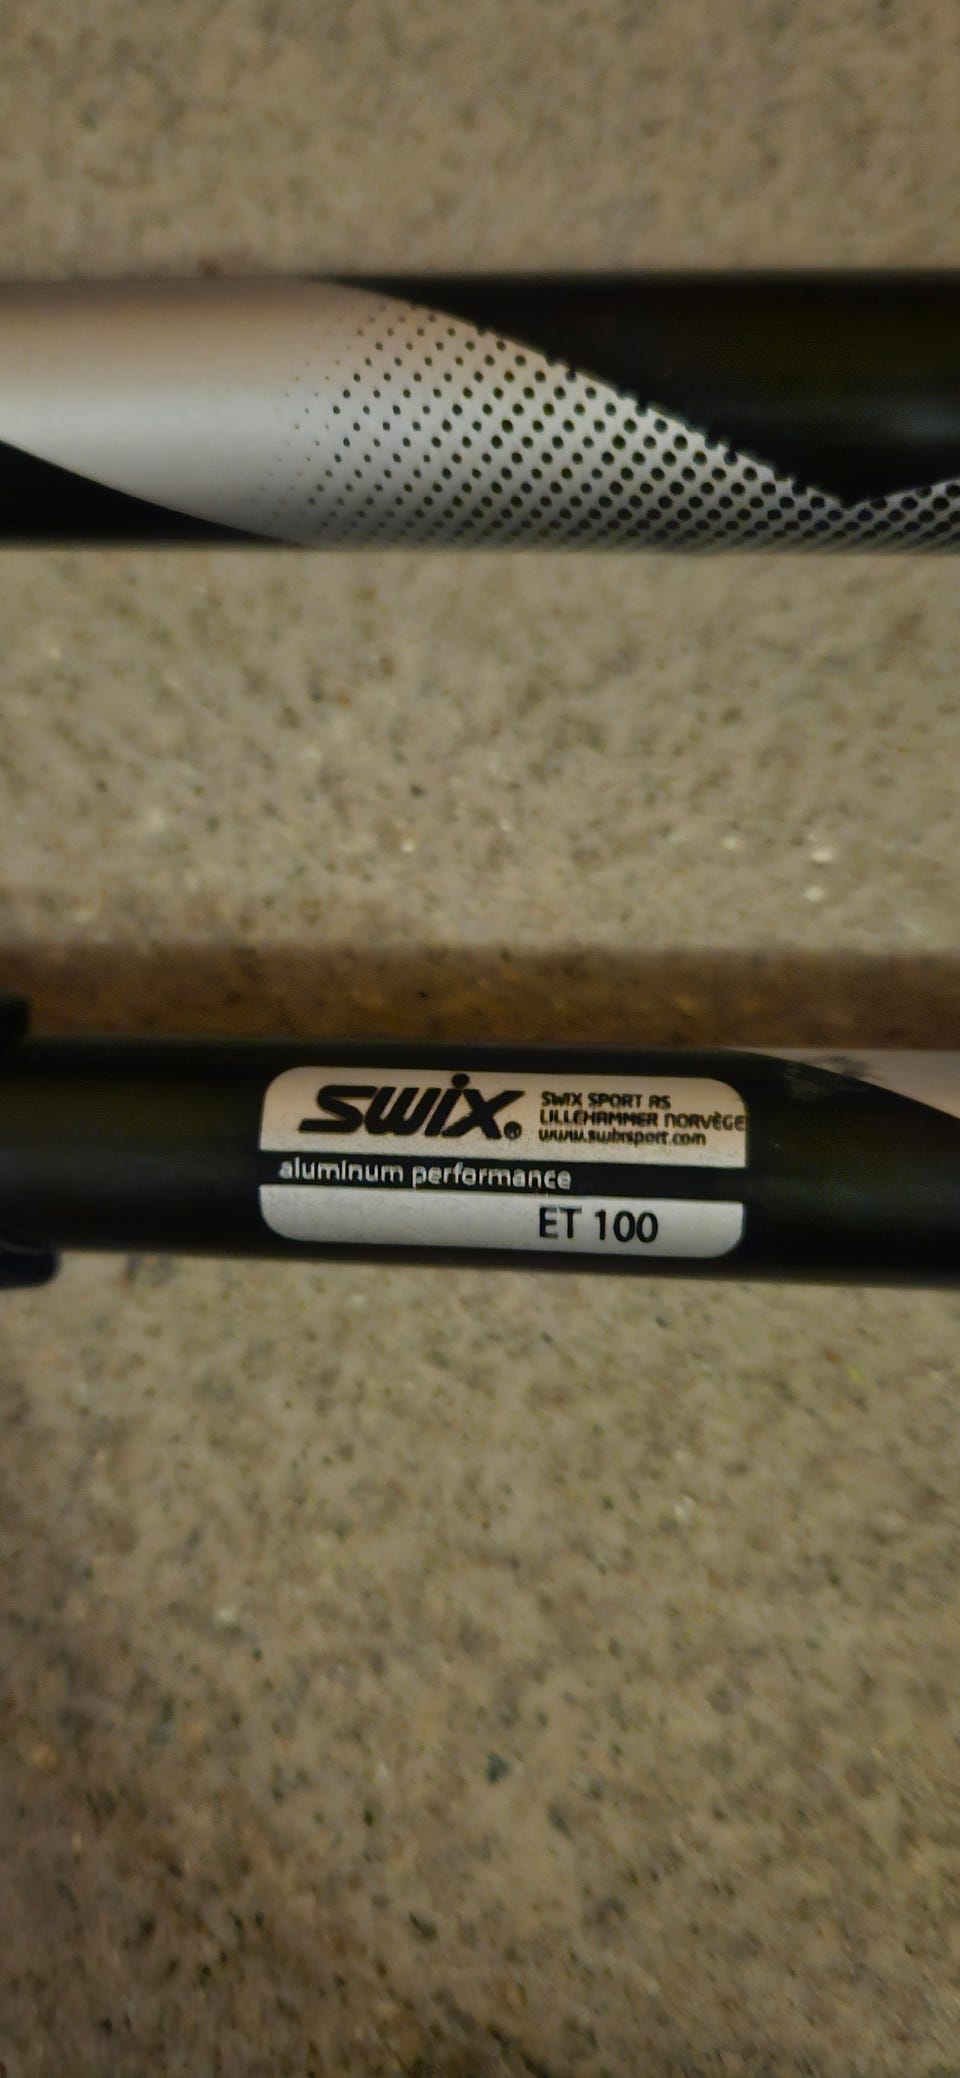 swix®
SWIX SPORT AS
LILLEHAMMER NORVÈGE
www.swixsport.com
aluminum performance
ET 100